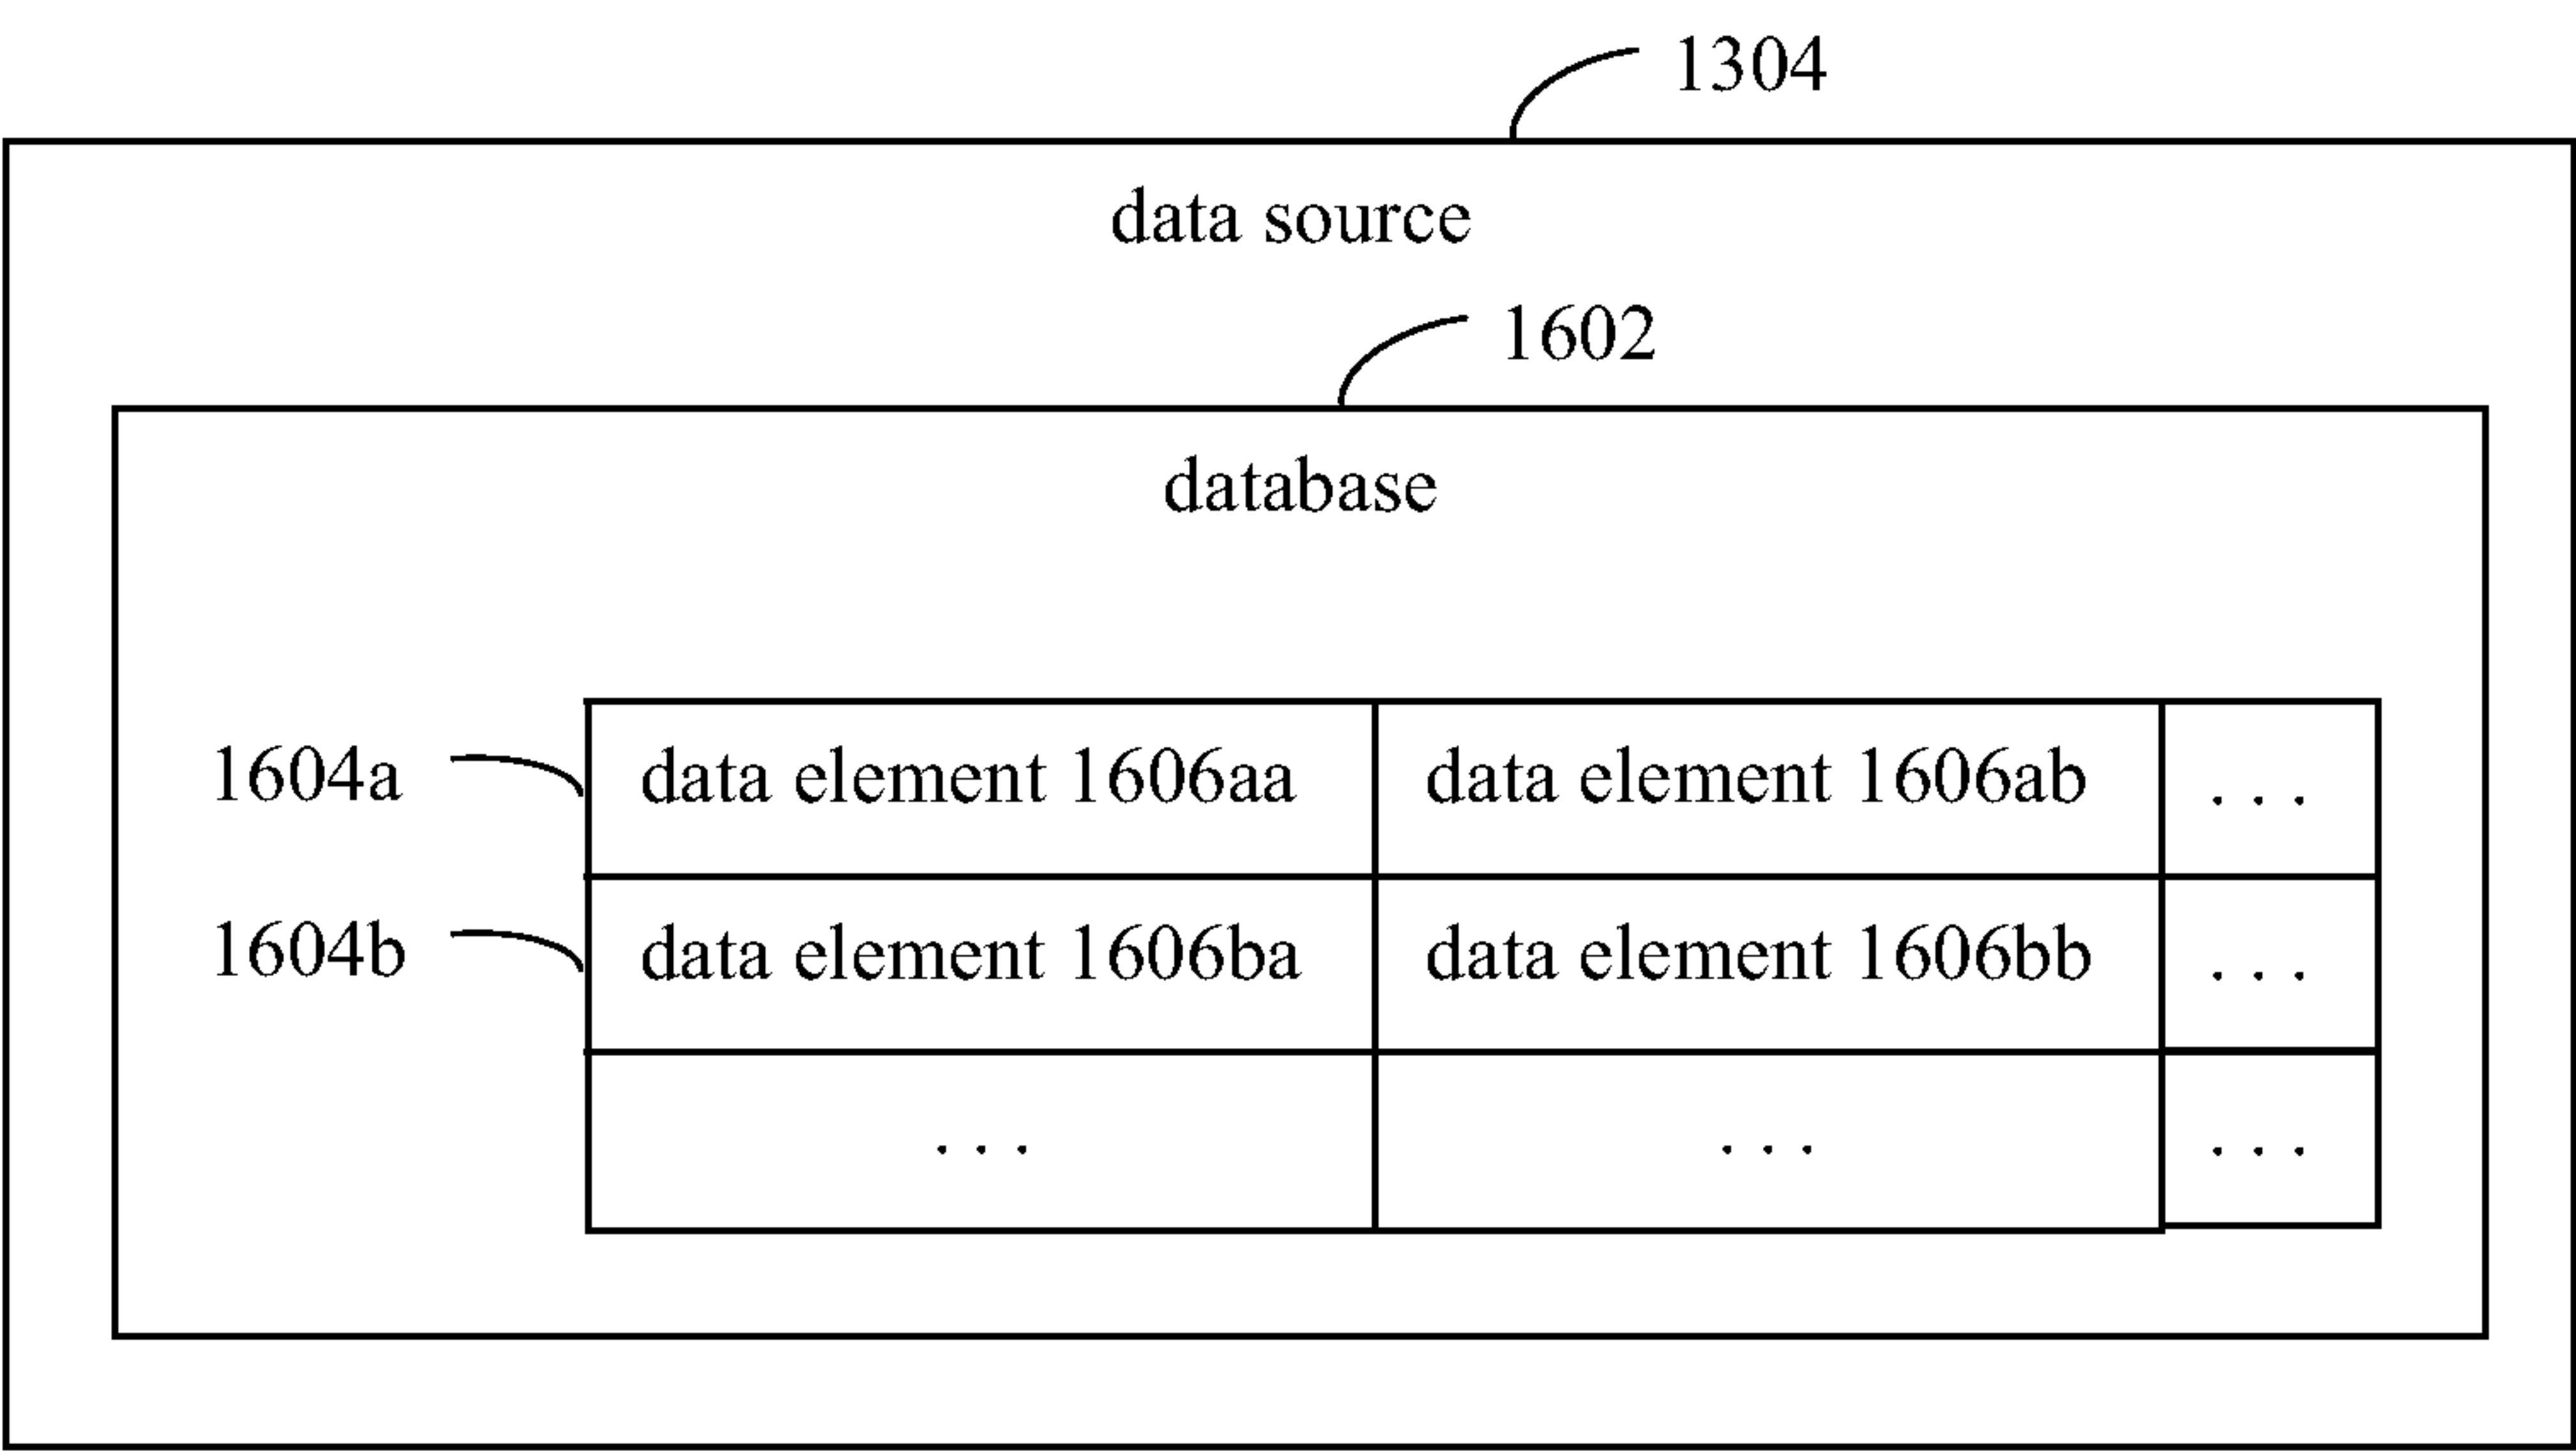 1304
data source
1602
database
1604a data element 1606aa data element 1606ab . . .
1604b data element 1606ba data element 1606bb . . .
. . . . . . . . .